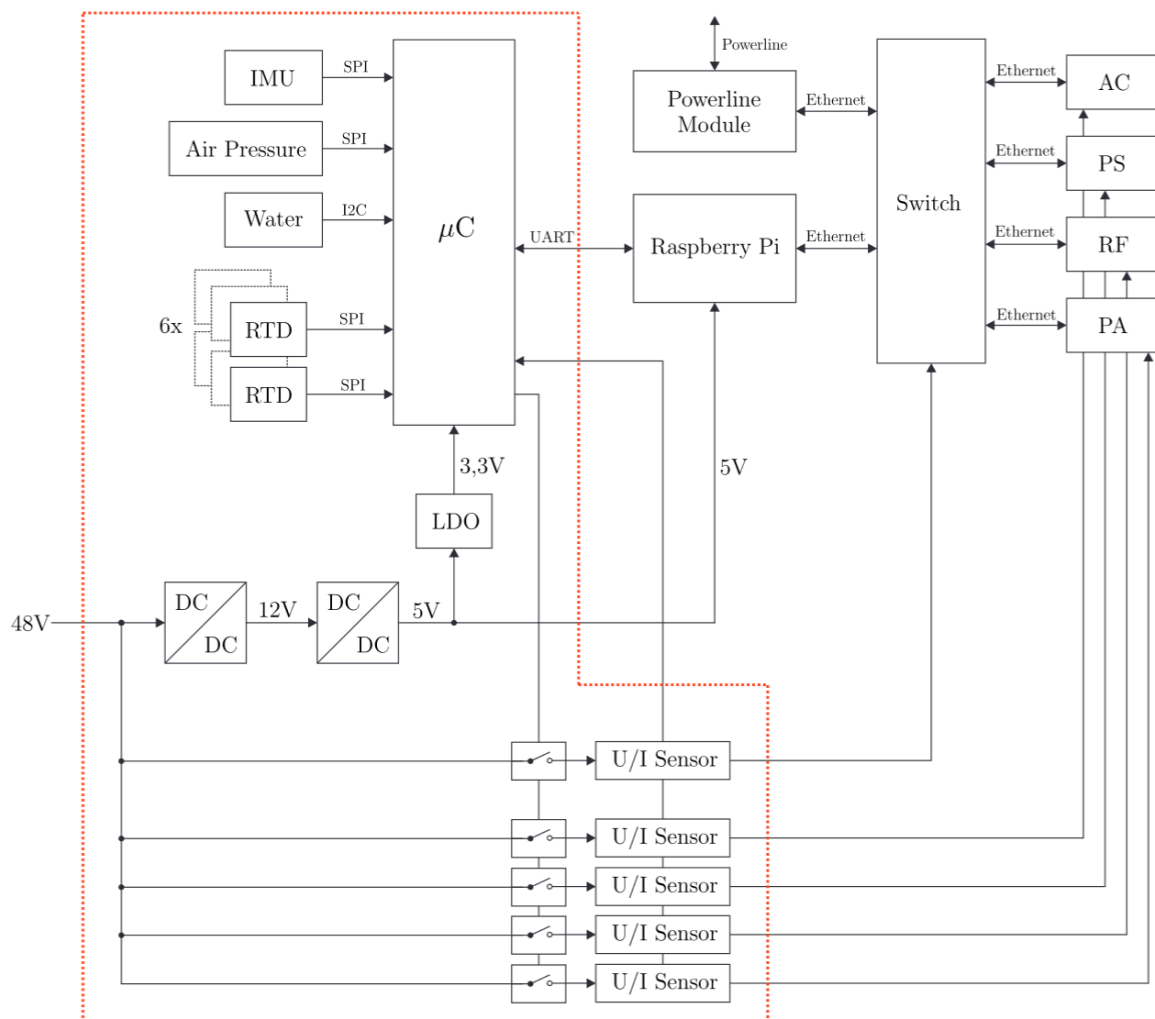 IMU
SPI
Air Pressure
SPI
Water
I2C
6x
RTD
SPI
RTD
SPI
μC
UART
3,3V
LDO
48V
DC
DC
12V
DC
DC
5V
5V
Powerline
Powerline
Module
Ethernet
Raspberry Pi
Ethernet
Switch
Ethernet
AC
Ethernet
PS
Ethernet
RF
Ethernet
PA
U/I Sensor
U/I Sensor
U/I Sensor
U/I Sensor
U/I Sensor